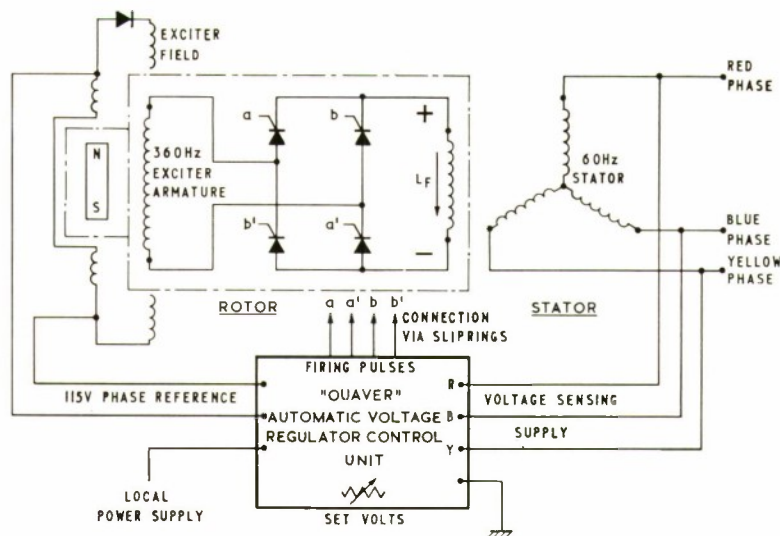 EXCITER
FIELD
RED
PHASE
a
b
+
N
360Hz
EXCITER
ARMATURE
LF
60Hz
STATOR
S
b'
a'
−
BLUE
PHASE
YELLOW
PHASE
ROTOR
a a' b b'
CONNECTION
VIA SLIPRINGS
STATOR
FIRING PULSES
115V PHASE REFERENCE
"QUAVER"
R
VOLTAGE SENSING
AUTOMATIC VOLTAGE
B
REGULATOR CONTROL
SUPPLY
UNIT
Y
LOCAL
POWER SUPPLY
SET VOLTS